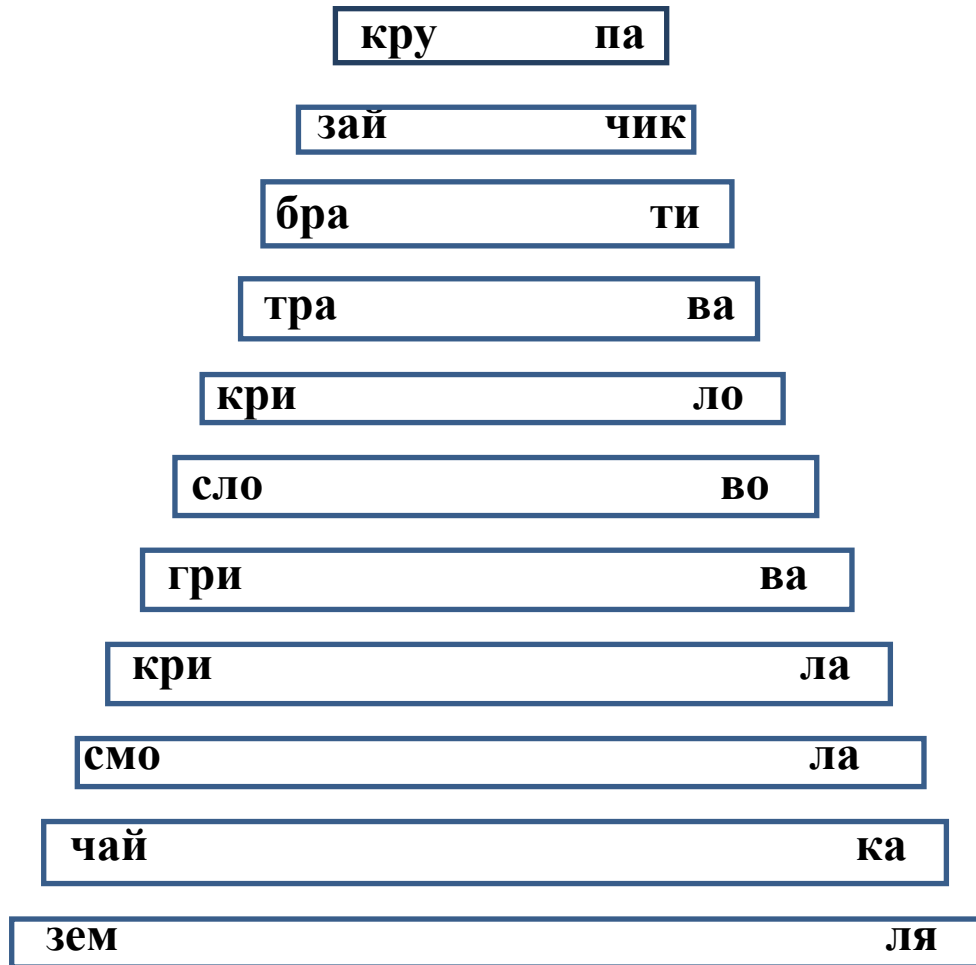 кру па
зай чик
бра ти
тра ва
кри ло
сло во
гри ва
кри ла
смо ла
чай ка
зем ля